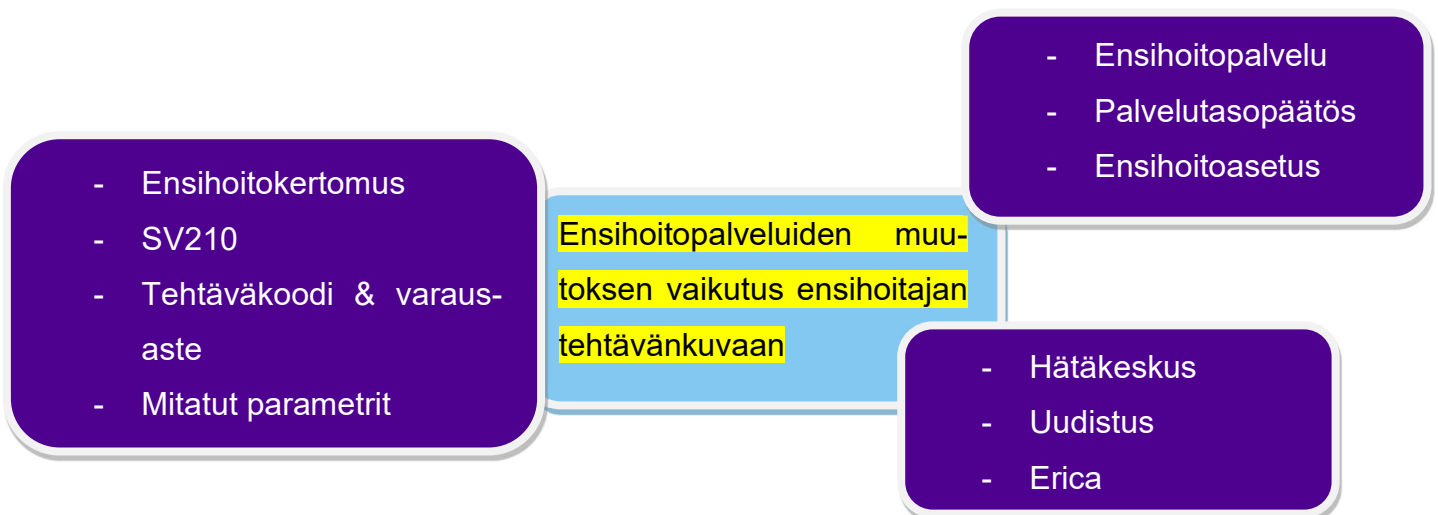 - Ensihoitopalvelu
- Palvelutasopäätös
- Ensihoitoasetus
- Ensihoitokertomus
- SV210
- Tehtäväkoodi & varaus-
aste
- Mitatut parametrit
Ensihoitopalveluiden muu-
toksen vaikutus ensihoitajan
tehtävänkuvaan
- Hätäkeskus
- Uudistus
- Erica